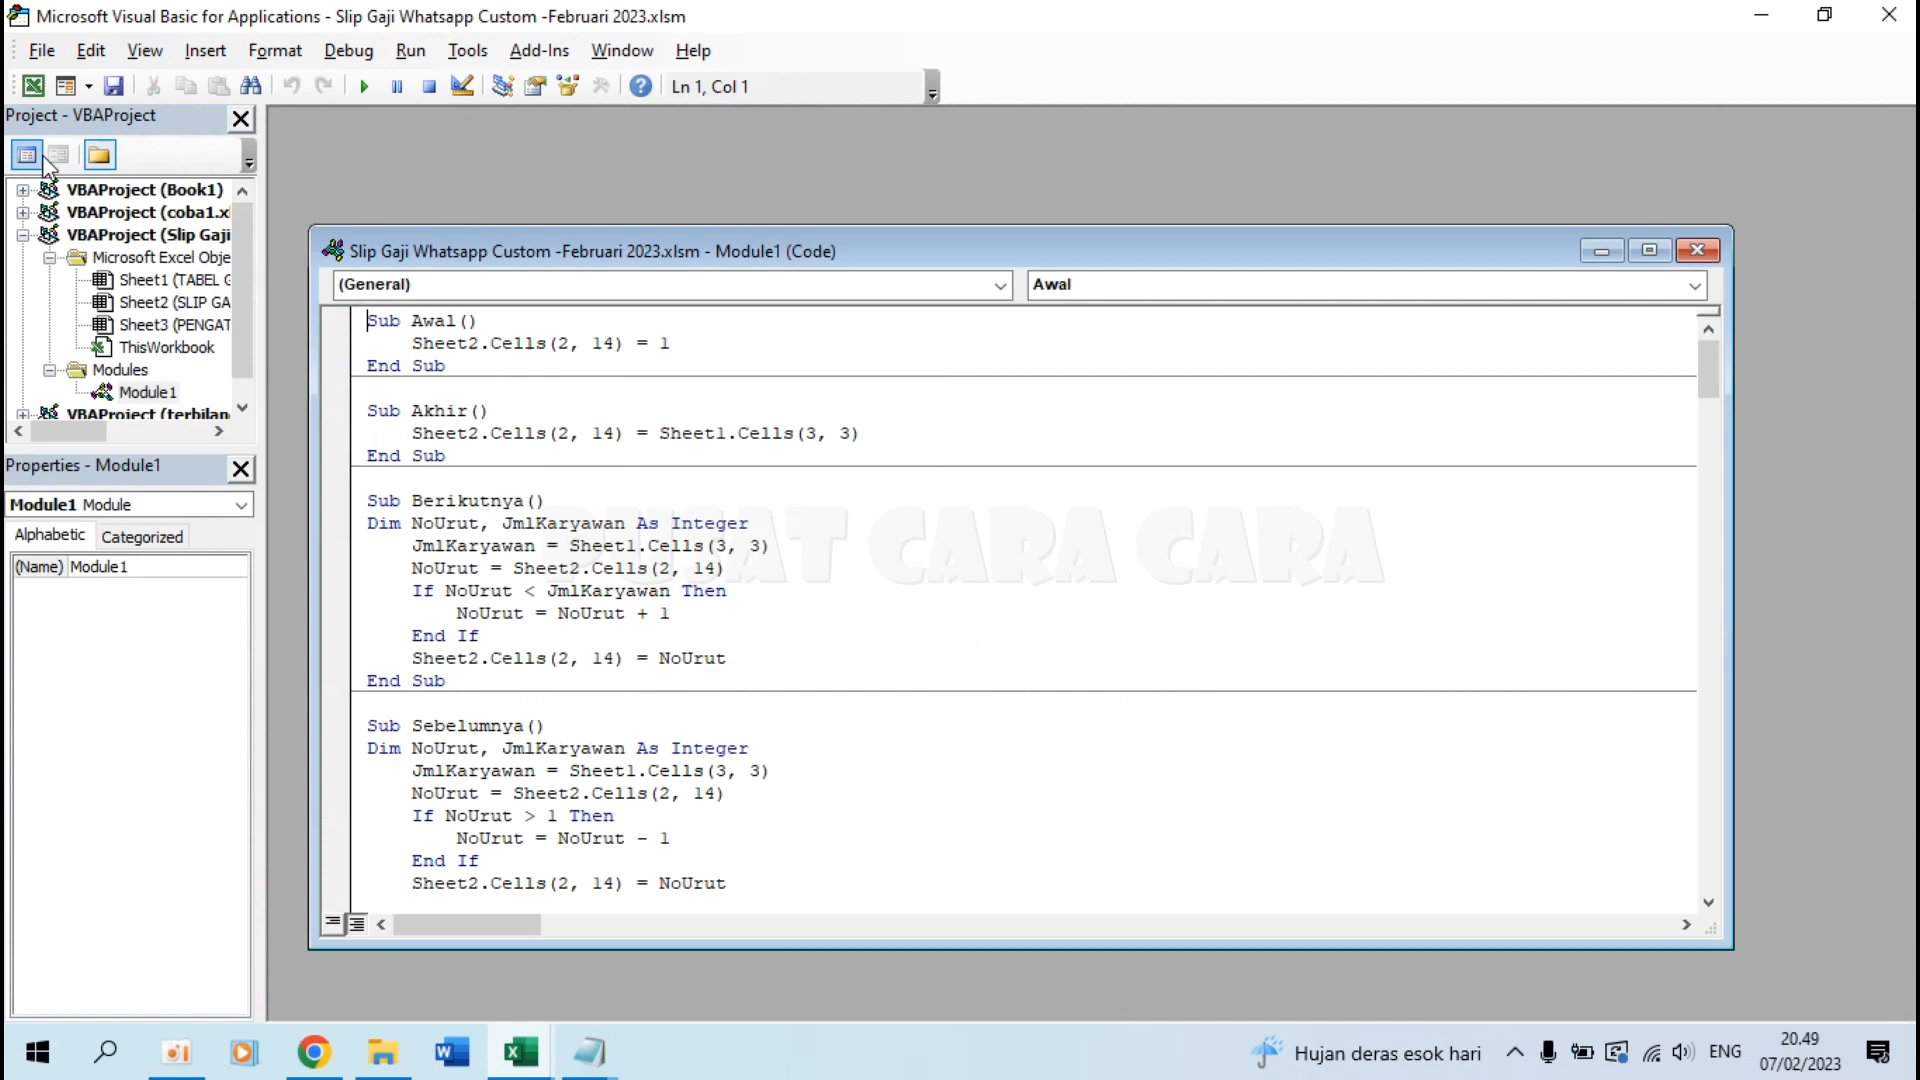 Microsoft Visual Basic for Applications - Slip Gaji Whatsapp Custom -Februari 2023.xlsm
File Edit View Insert Format Debug Run Tools Add-Ins Window Help
Ln 1, Col 1
Project - VBAProject
VBAProject (Book1)
VBAProject (coba1.x
VBAProject (Slip Gaji
Microsoft Excel Obje
Sheet1 (TABEL G
Sheet2 (SLIP GA
Sheet3 (PENGAT
ThisWorkbook
Modules
Module1
VBAProject (terbilan
Properties - Module1
Module1 Module
Alphabetic Categorized
(Name) Module1
Slip Gaji Whatsapp Custom -Februari 2023.xlsm - Module1 (Code)
(General) Awal
Sub Awal()
Sheet2.Cells(2, 14) = 1
End Sub
Sub Akhir()
Sheet2.Cells(2, 14) = Sheet1.Cells(3, 3)
End Sub
Sub Berikutnya()
Dim NoUrut, JmlKaryawan As Integer
JmlKaryawan = Sheet1.Cells(3, 3)
NoUrut = Sheet2.Cells(2, 14)
If NoUrut < JmlKaryawan Then
NoUrut = NoUrut + 1
End If
Sheet2.Cells(2, 14) = NoUrut
End Sub
Sub Sebelumnya()
Dim NoUrut, JmlKaryawan As Integer
JmlKaryawan = Sheet1.Cells(3, 3)
NoUrut = Sheet2.Cells(2, 14)
If NoUrut > 1 Then
NoUrut = NoUrut - 1
End If
Sheet2.Cells(2, 14) = NoUrut
PUSAT CARA CARA
Hujan deras esok hari
ENG
20.49
07/02/2023